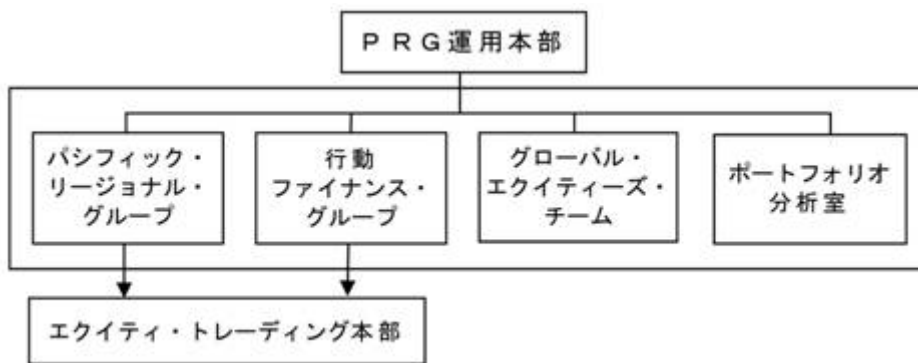 ＰＲＧ運用本部
パシフィック・
リージョナル・
グループ
行動
ファイナンス・
グループ
グローバル・
エクイティーズ・
チーム
ポートフォリオ
分析室
エクイティ・トレーディング本部